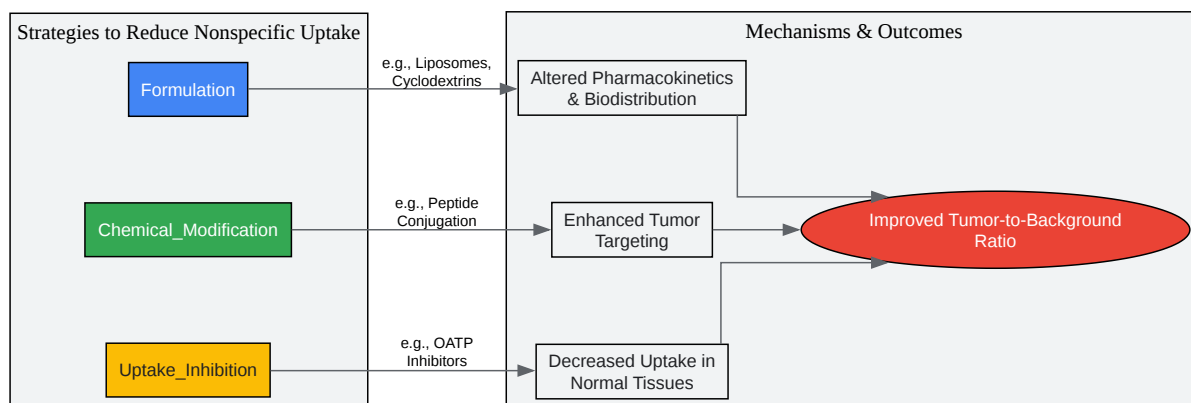 Strategies to Reduce Nonspecific Uptake
Mechanisms & Outcomes
Formulation
e.g., Liposomes,
Cyclodextrins
Altered Pharmacokinetics
& Biodistribution
Chemical_Modification
e.g., Peptide
Conjugation
Enhanced Tumor
Targeting
Improved Tumor-to-Background
Ratio
Uptake_Inhibition
e.g., OATP
Inhibitors
Decreased Uptake in
Normal Tissues